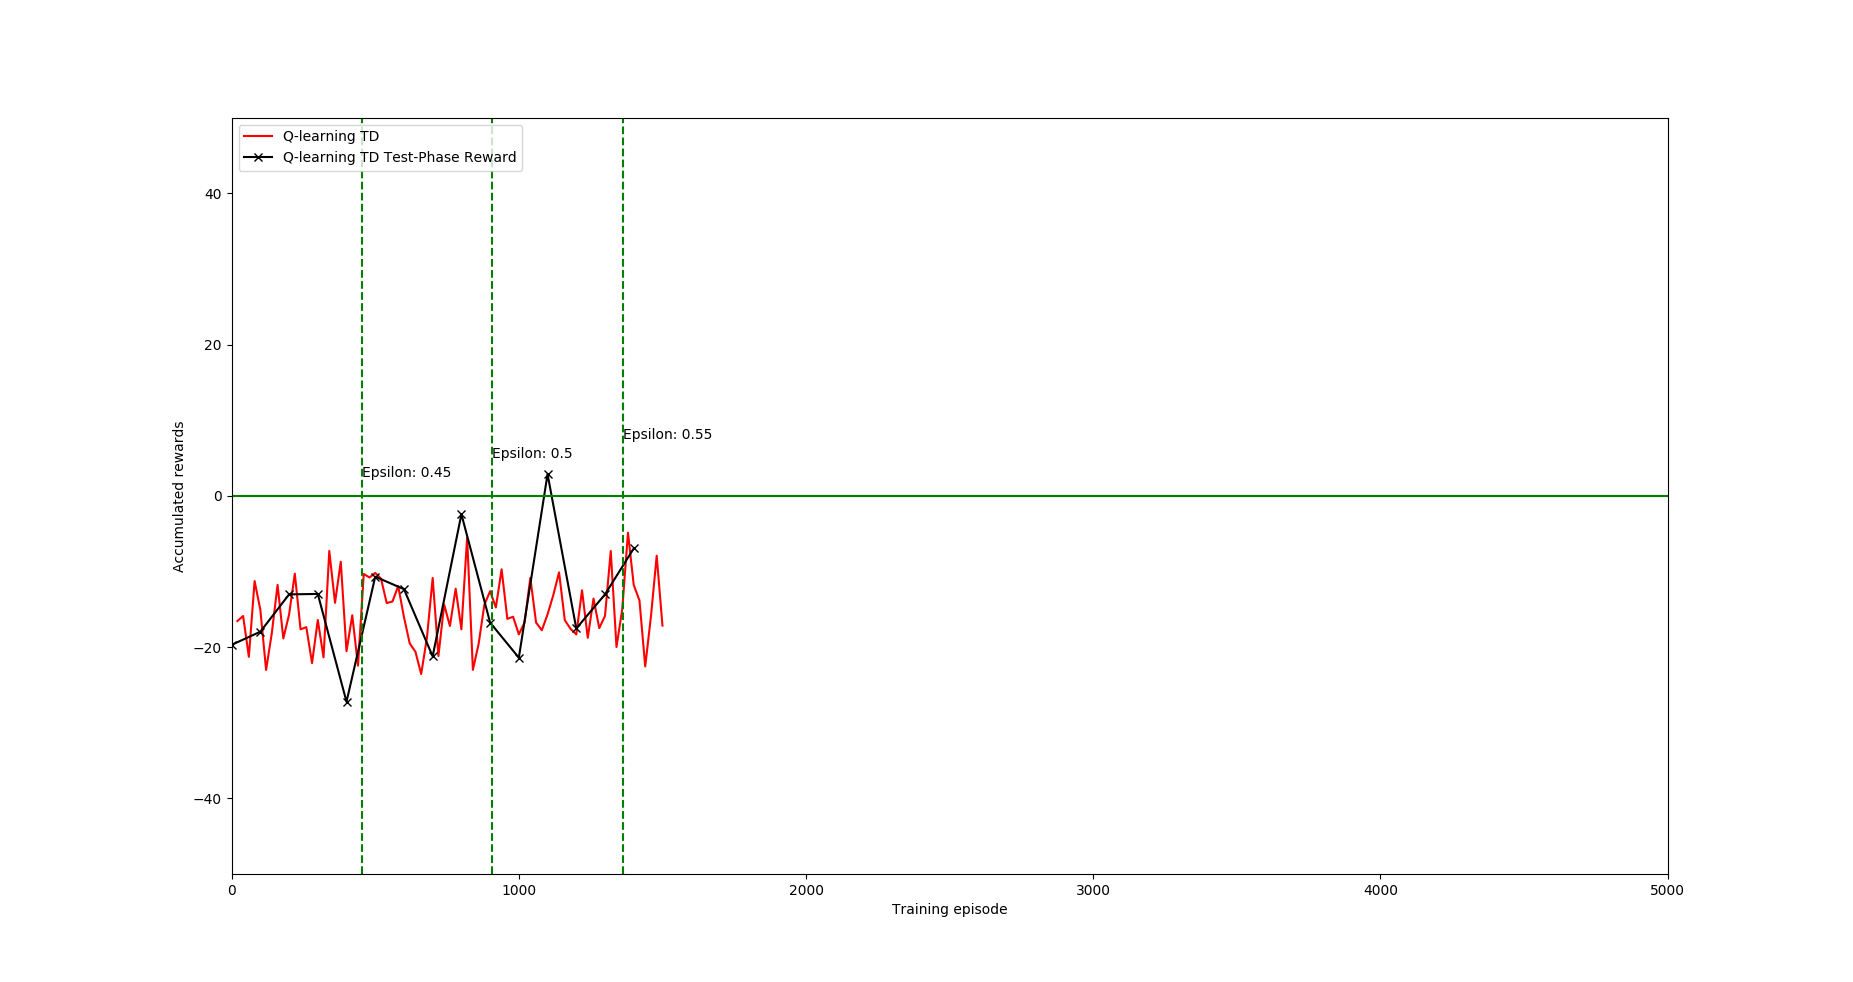 Q-learning TD
Q-learning TD Test-Phase Reward
40
20
Epsilon: 0.55
Epsilon: 0.5
Epsilon: 0.45
Accumulated rewards
0
−20
−40
0 1000 2000 3000 4000 5000
Training episode